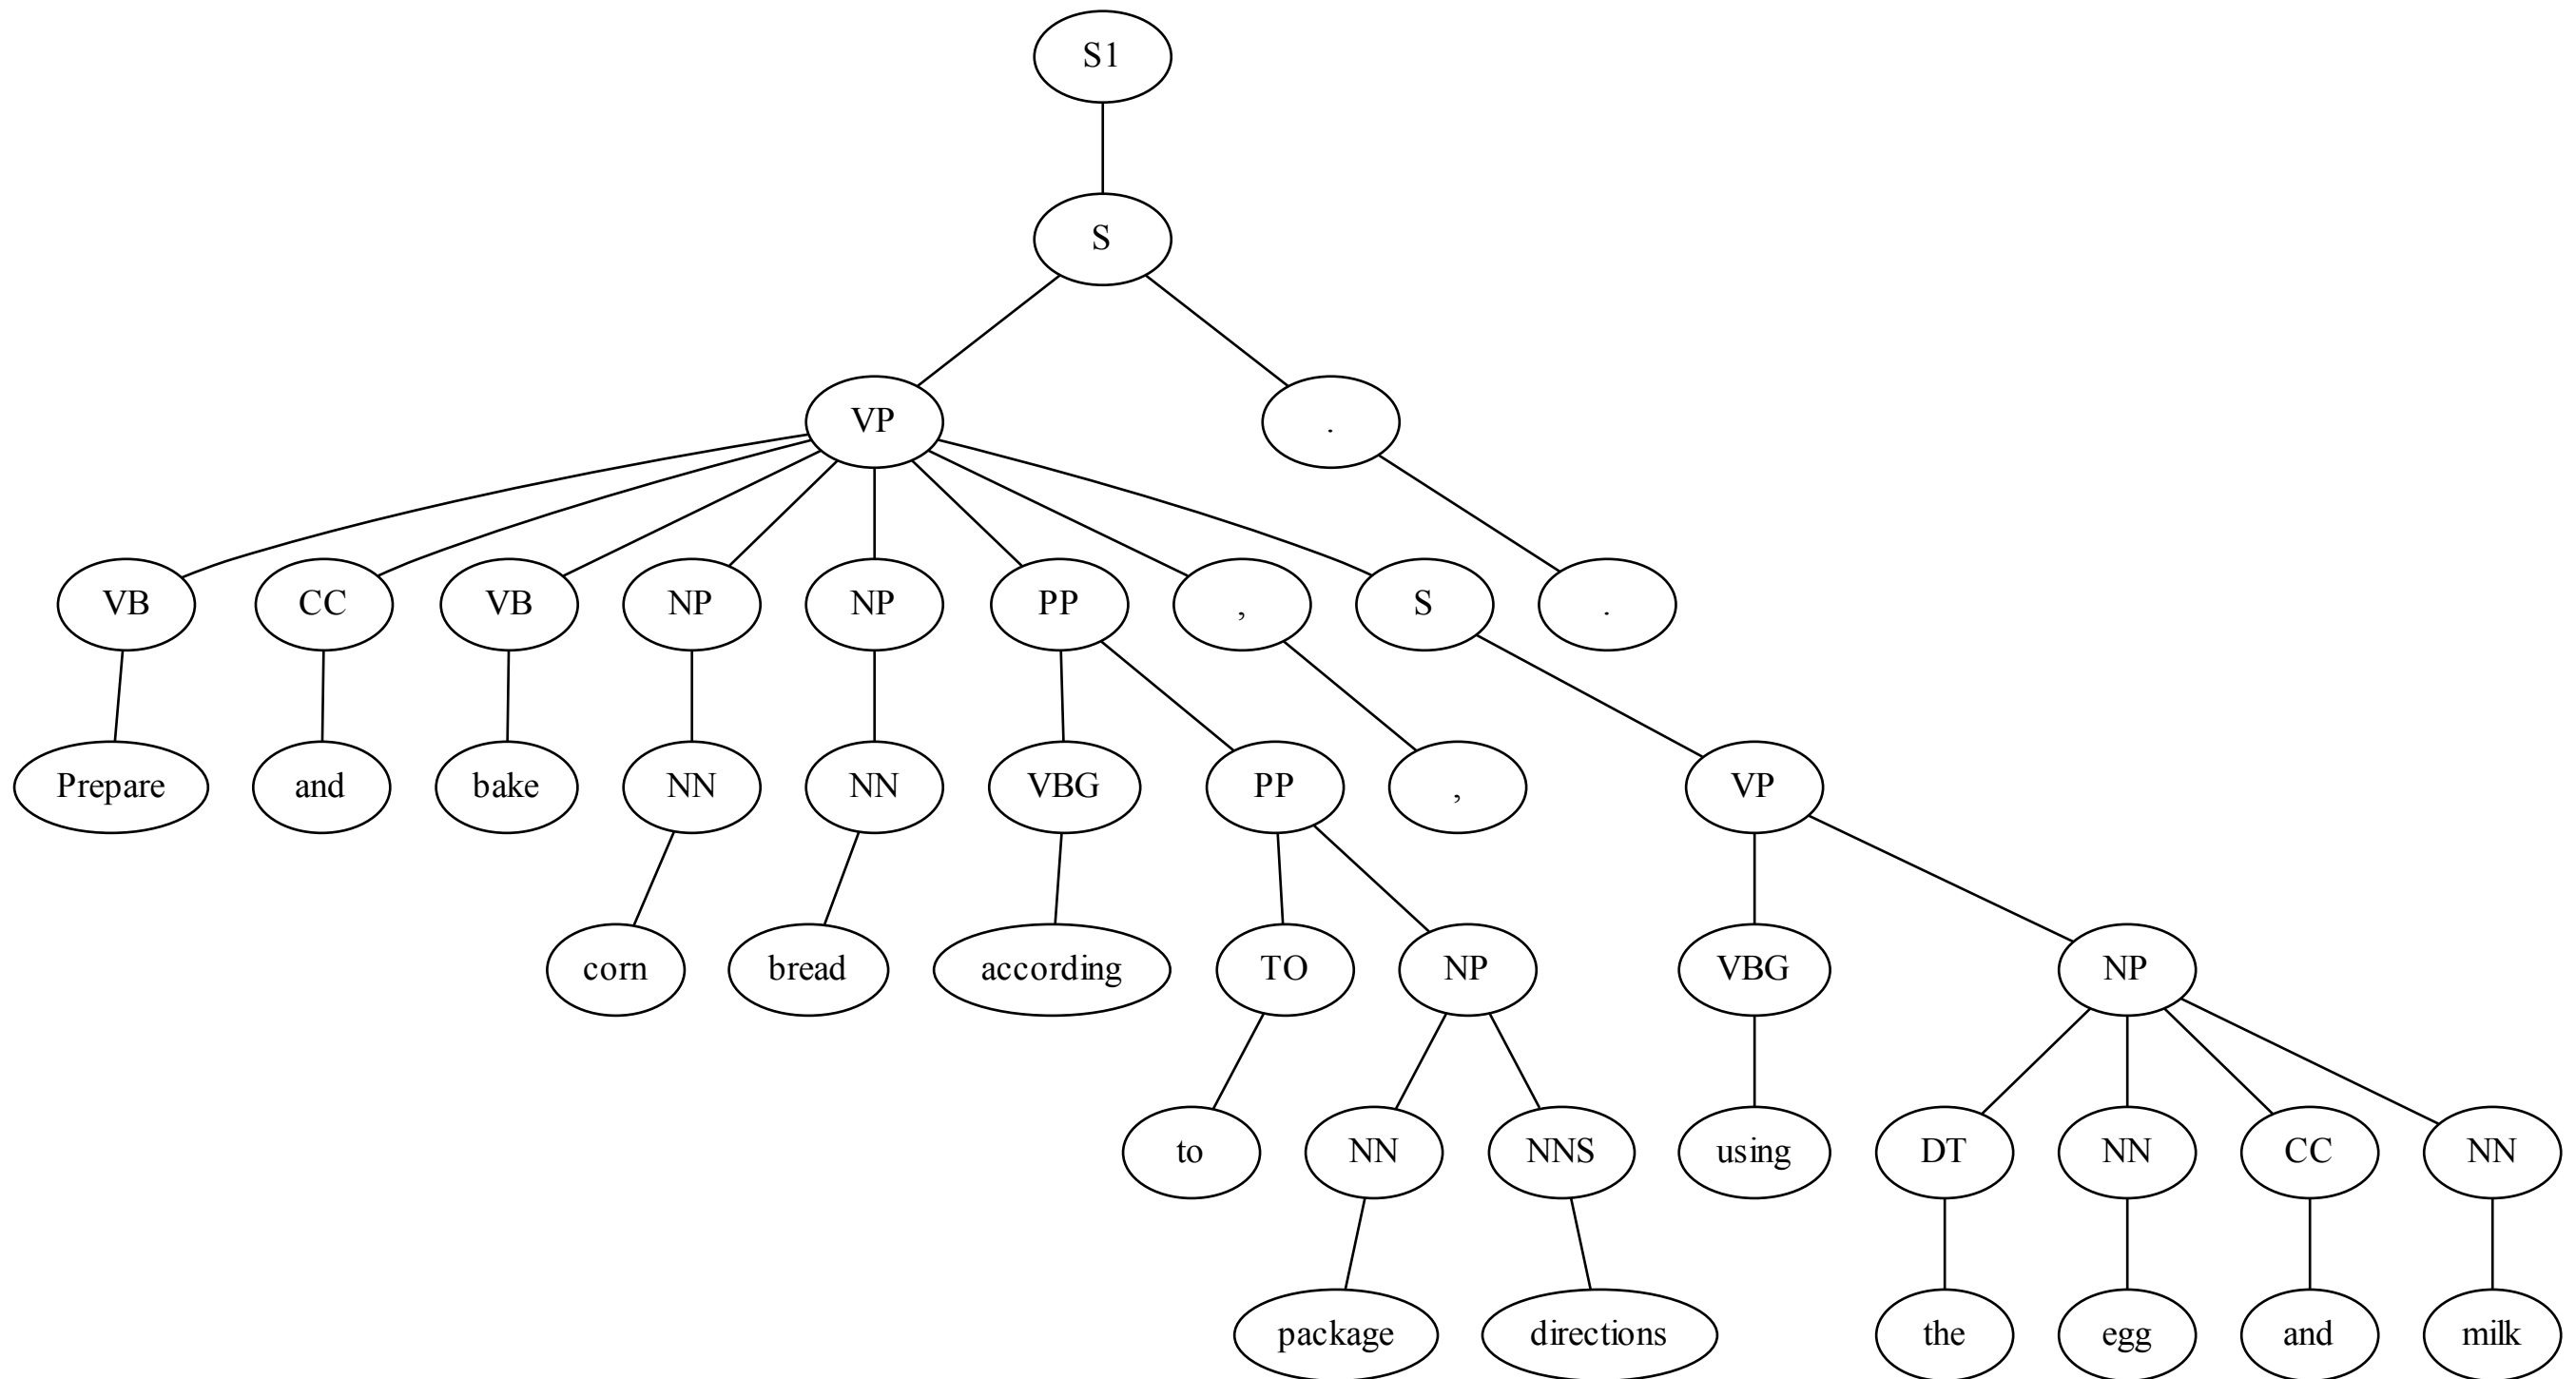 S1
S
VP .
VB CC VB NP NP PP , S .
Prepare and bake NN NN VBG PP , VP
corn bread according TO NP VBG NP
to NN NNS using DT NN CC NN
package directions the egg and milk